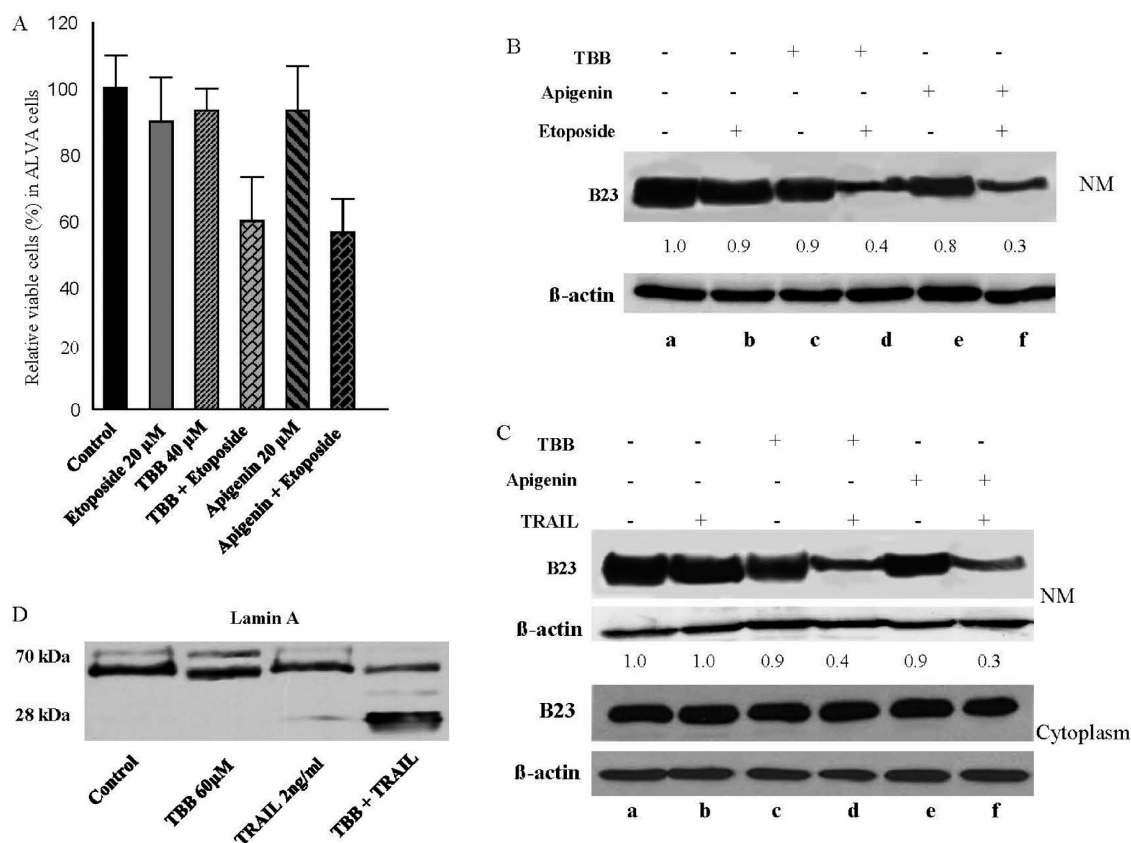 A
120
100
80
60
40
20
0
Relative viable cells (%) in ALVA cells
Control
Etoposide 20 µM
TBB 40 µM
TBB + Etoposide
Apigenin 20 µM
Apigenin + Etoposide
B
TBB - - + + - -
Apigenin - - - - + +
Etoposide - + - + - +
B23 NM
1.0 0.9 0.9 0.4 0.8 0.3
ß-actin
a b c d e f
C
TBB - - + + - -
Apigenin - - - - + +
TRAIL - + - + - +
B23
NM
ß-actin
1.0 1.0 0.9 0.4 0.9 0.3
B23
Cytoplasm
ß-actin
a b c d e f
D
Lamin A
70 kDa
28 kDa
Control
TBB 60µM
TRAIL 2ng/ml
TBB + TRAIL